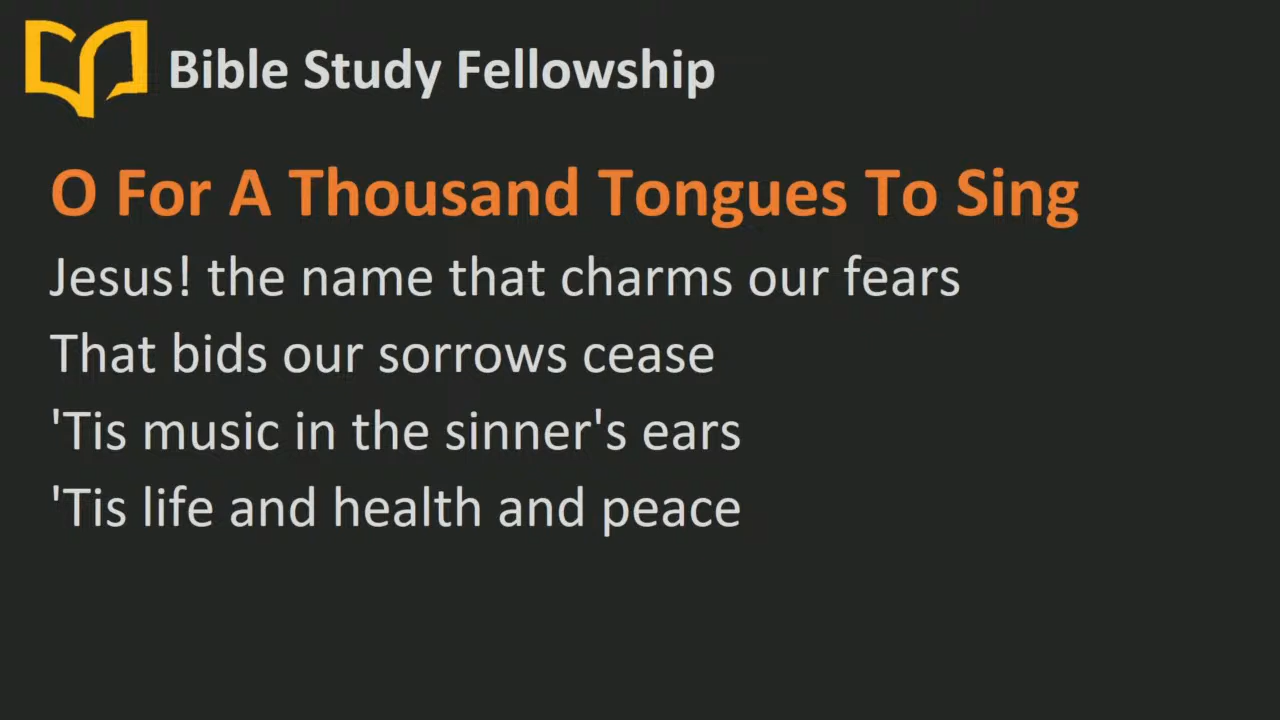 Bible Study Fellowship
O For A Thousand Tongues To Sing
Jesus! the name that charms our fears
That bids our sorrows cease
'Tis music in the sinner's ears
'Tis life and health and peace